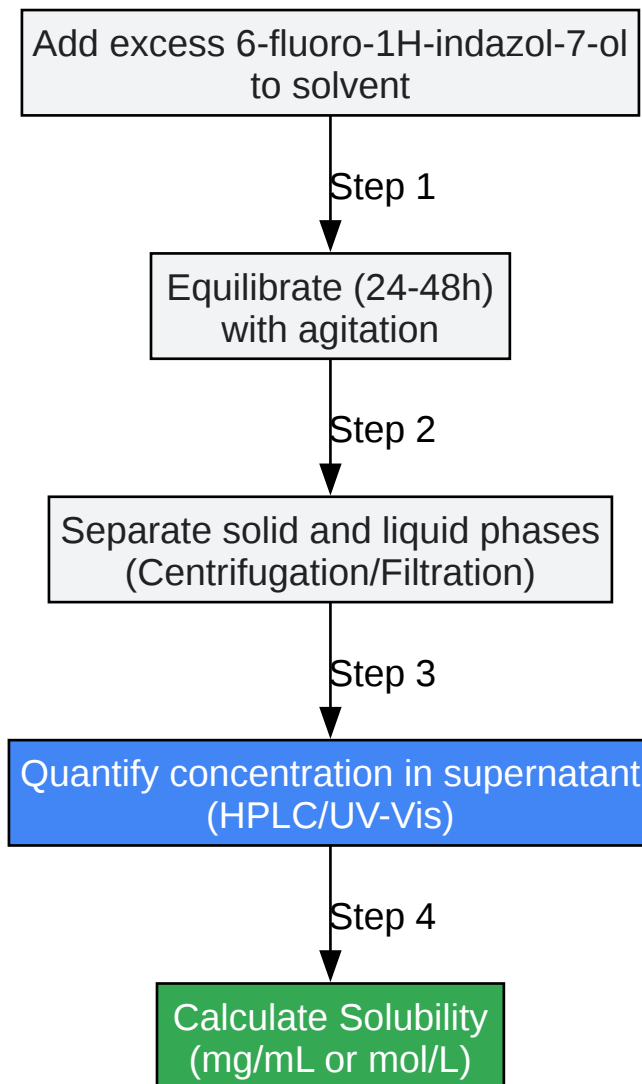 Add excess 6-fluoro-1H-indazol-7-ol
to solvent
Step 1
Equilibrate (24-48h)
with agitation
Step 2
Separate solid and liquid phases
(Centrifugation/Filtration)
Step 3
Quantify concentration in supernatant
(HPLC/UV-Vis)
Step 4
Calculate Solubility
(mg/mL or mol/L)